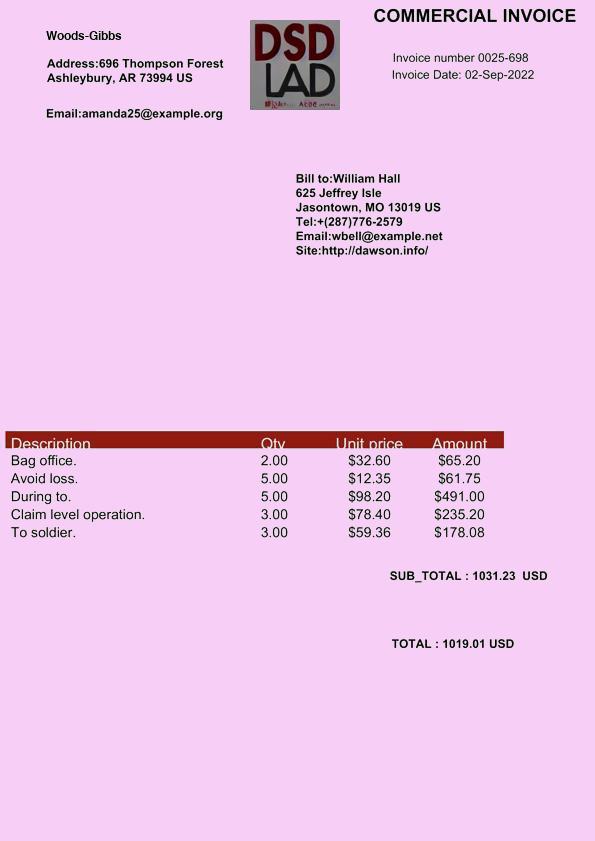 COMMERCIAL INVOICE
Woods-Gibbs
Address:696 Thompson Forest
Ashleybury, AR 73994 US
Email:amanda25@example.org
DSD
LAD
Invoice number 0025-698
Invoice Date: 02-Sep-2022
Bill to:William Hall
625 Jeffrey Isle
Jasontown, MO 13019 US
Tel:+(287)776-2579
Email:wbell@example.net
Site:http://dawson.info/
Description Qty Unit price Amount
Bag office. 2.00 $32.60 $65.20
Avoid loss. 5.00 $12.35 $61.75
During to. 5.00 $98.20 $491.00
Claim level operation. 3.00 $78.40 $235.20
To soldier. 3.00 $59.36 $178.08
SUB_TOTAL : 1031.23 USD
TOTAL : 1019.01 USD